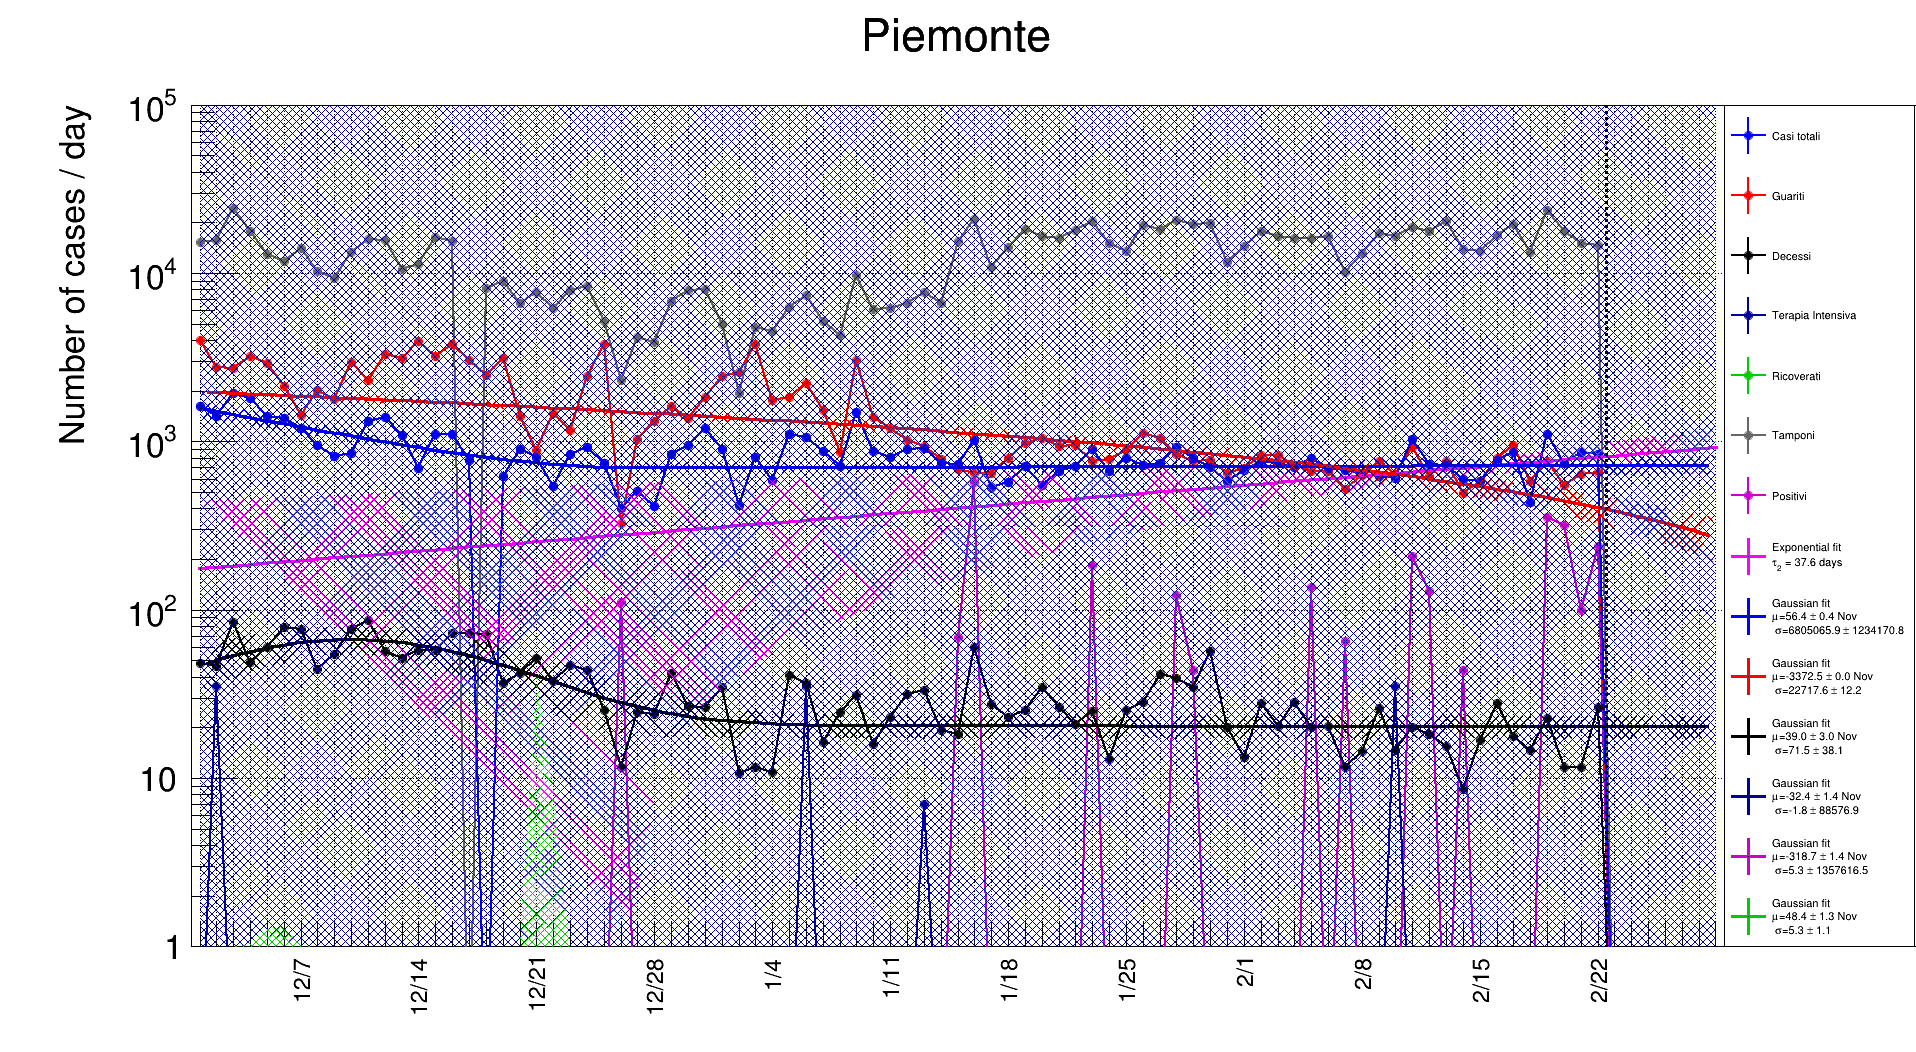 Piemonte
Number of cases / day
10^5
10^4
10^3
10^2
10
1
12/7
12/14
12/21
12/28
1/4
1/11
1/18
1/25
2/1
2/8
2/15
2/22
Casi totali
Guariti
Decessi
Terapia Intensiva
Ricoverati
Tamponi
Positivi
Exponential fit
τ_2 = 37.6 days
Gaussian fit
μ=56.4 ± 0.4 Nov
σ=6805065.9 ± 1234170.8
Gaussian fit
μ=-3372.5 ± 0.0 Nov
σ=22717.6 ± 12.2
Gaussian fit
μ=39.0 ± 3.0 Nov
σ=71.5 ± 38.1
Gaussian fit
μ=-32.4 ± 1.4 Nov
σ=-1.8 ± 88576.9
Gaussian fit
μ=-318.7 ± 1.4 Nov
σ=5.3 ± 1357616.5
Gaussian fit
μ=48.4 ± 1.3 Nov
σ=5.3 ± 1.1